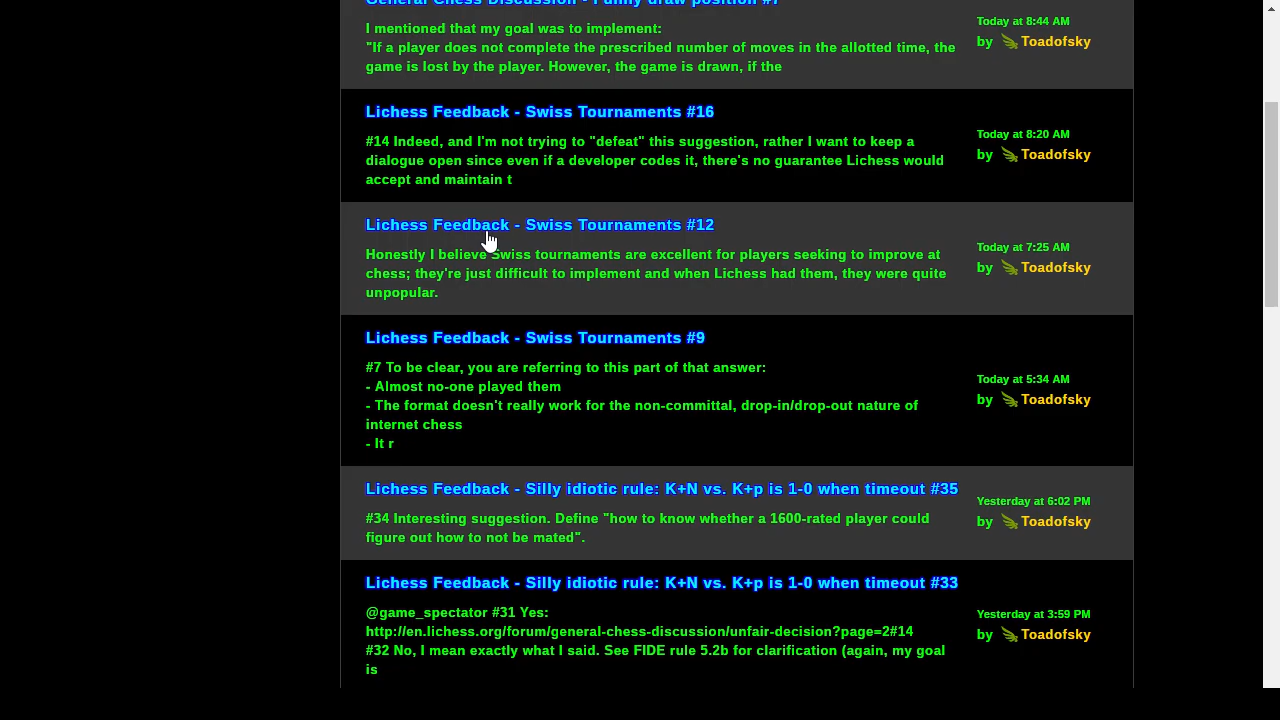 General Chess Discussion - Funny draw position #7
I mentioned that my goal was to implement:
"If a player does not complete the prescribed number of moves in the allotted time, the
game is lost by the player. However, the game is drawn, if the
Today at 8:44 AM
by Toadofsky
Lichess Feedback - Swiss Tournaments #16
#14 Indeed, and I'm not trying to "defeat" this suggestion, rather I want to keep a
dialogue open since even if a developer codes it, there's no guarantee Lichess would
accept and maintain t
Today at 8:20 AM
by Toadofsky
Lichess Feedback - Swiss Tournaments #12
Honestly I believe Swiss tournaments are excellent for players seeking to improve at
chess; they're just difficult to implement and when Lichess had them, they were quite
unpopular.
Today at 7:25 AM
by Toadofsky
Lichess Feedback - Swiss Tournaments #9
#7 To be clear, you are referring to this part of that answer:
- Almost no-one played them
- The format doesn't really work for the non-committal, drop-in/drop-out nature of
internet chess
- It r
Today at 5:34 AM
by Toadofsky
Lichess Feedback - Silly idiotic rule: K+N vs. K+p is 1-0 when timeout #35
#34 Interesting suggestion. Define "how to know whether a 1600-rated player could
figure out how to not be mated".
Yesterday at 6:02 PM
by Toadofsky
Lichess Feedback - Silly idiotic rule: K+N vs. K+p is 1-0 when timeout #33
@game_spectator #31 Yes:
http://en.lichess.org/forum/general-chess-discussion/unfair-decision?page=2#14
#32 No, I mean exactly what I said. See FIDE rule 5.2b for clarification (again, my goal
is
Yesterday at 3:59 PM
by Toadofsky